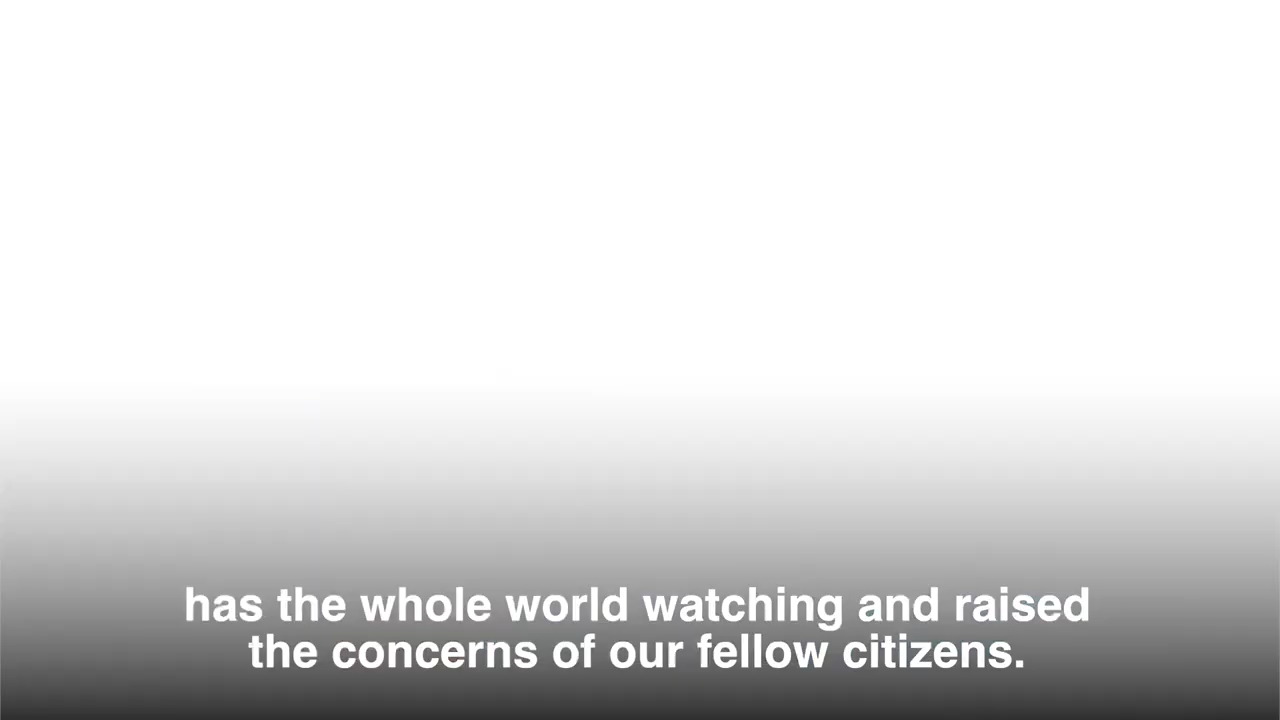 has the whole world watching and raised
the concerns of our fellow citizens.